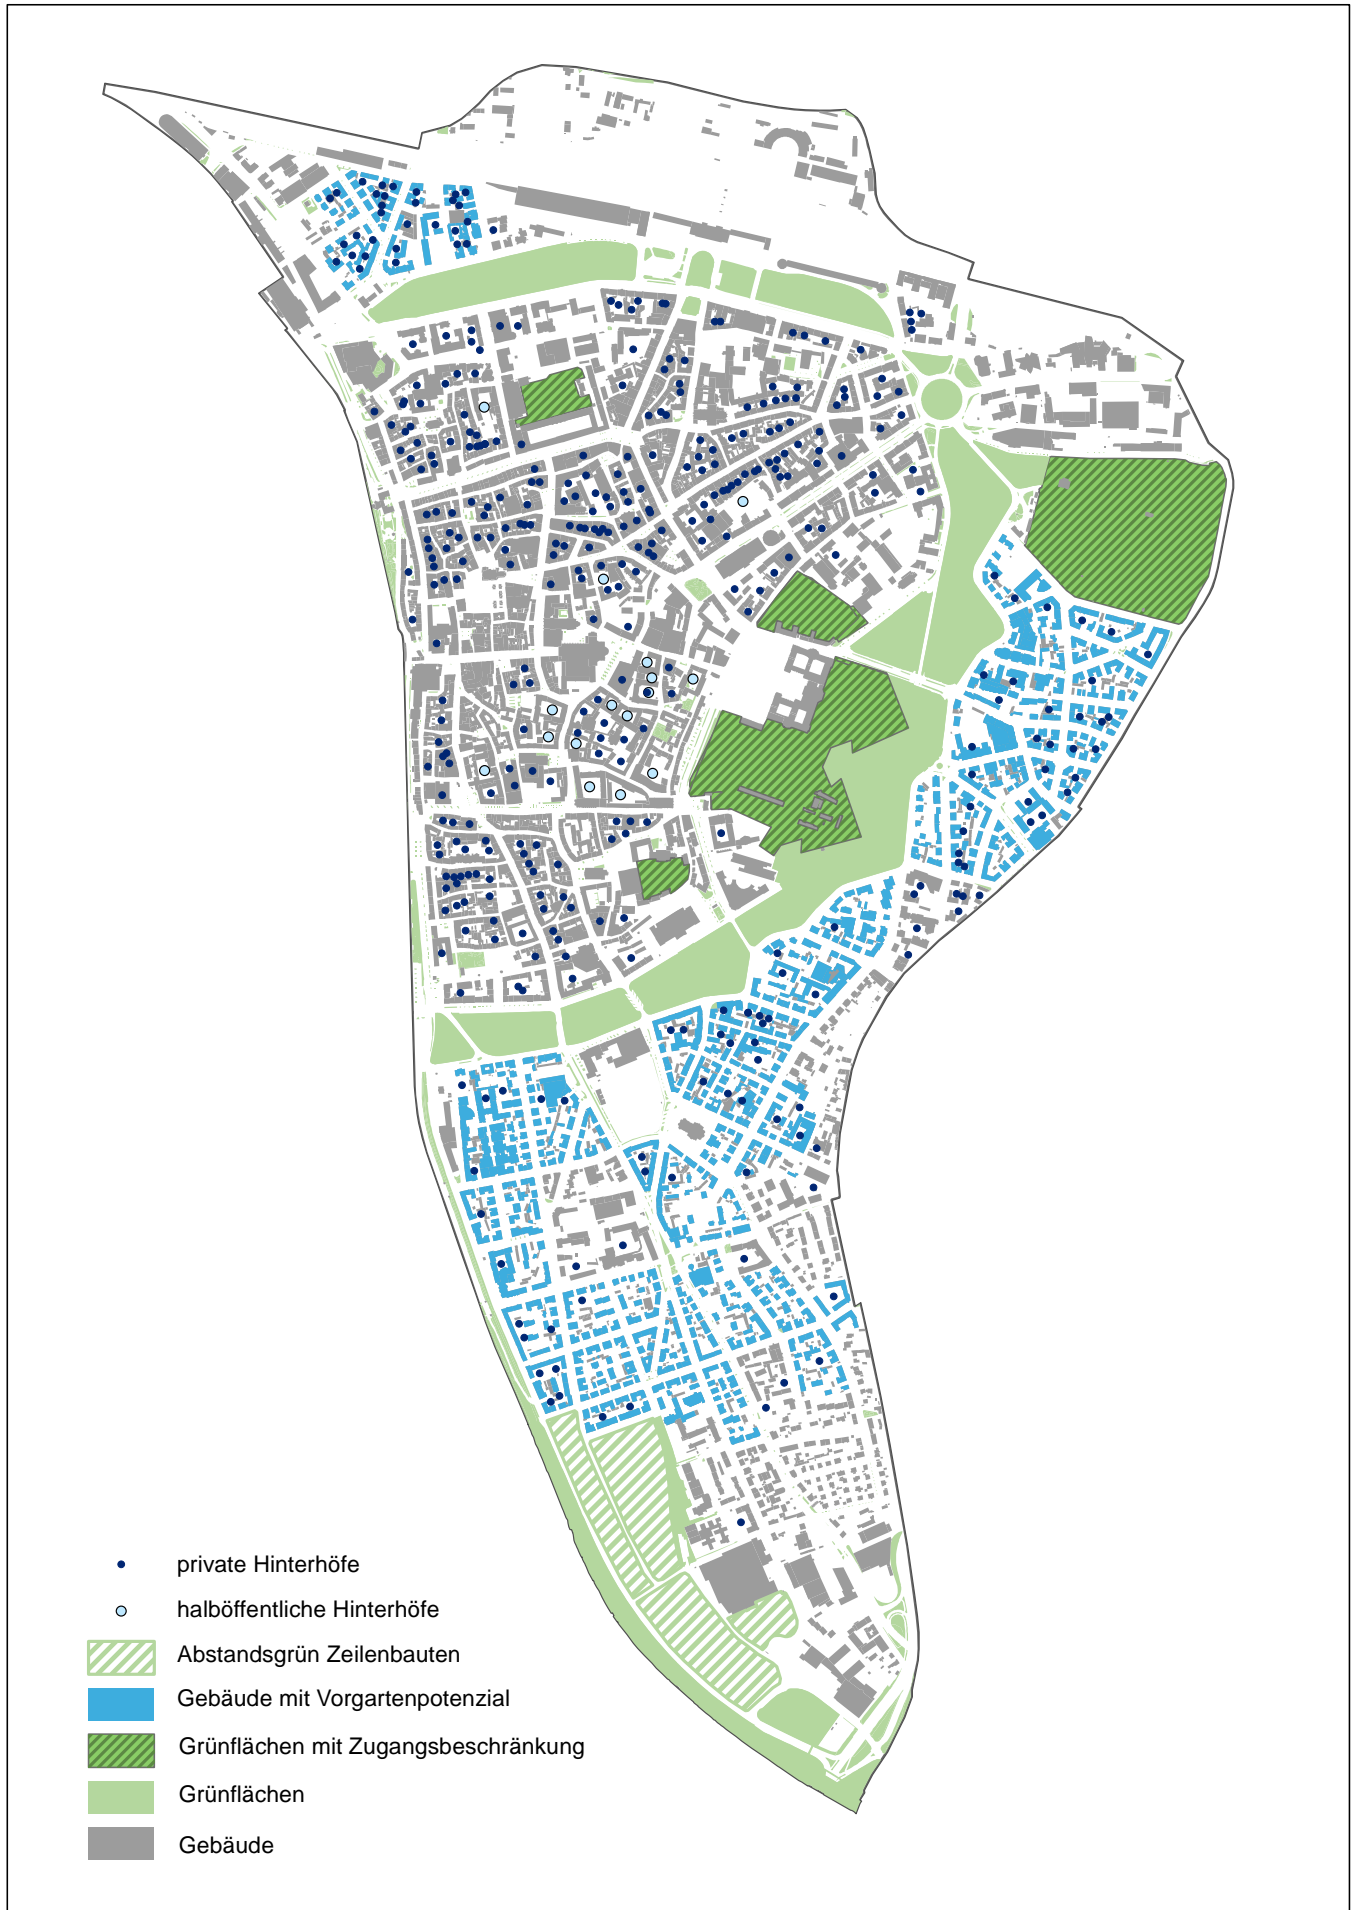 private Hinterhöfe
halböffentliche Hinterhöfe
Abstandsgrün Zeilenbauten
Gebäude mit Vorgartenpotenzial
Grünflächen mit Zugangsbeschränkung
Grünflächen
Gebäude